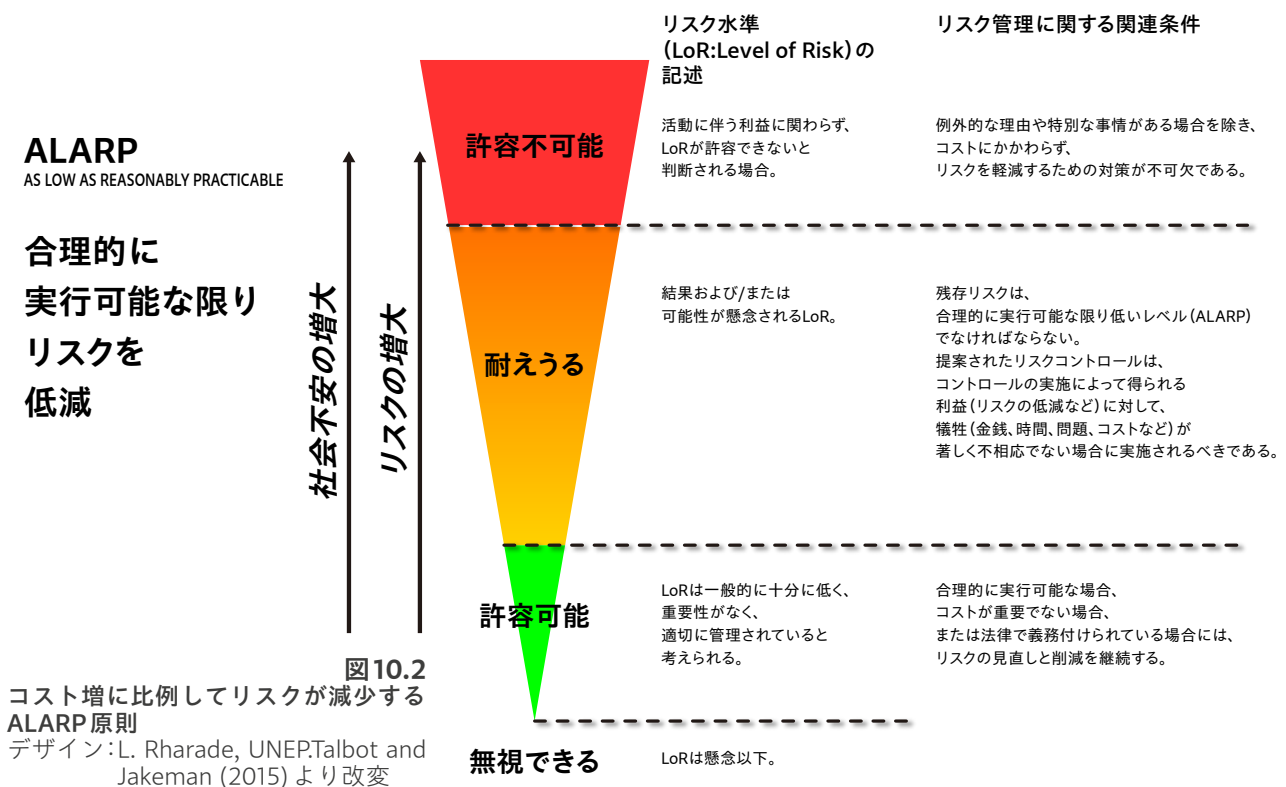 ALARP
AS LOW AS REASONABLY PRACTICABLE
合理的に
実行可能な限り
リスクを
低減
社会不安の増大
リスクの増大
リスク水準
(LoR:Level of Risk)の
記述
リスク管理に関する関連条件
許容不可能
活動に伴う利益に関わらず、
LoRが許容できないと
判断される場合。
例外的な理由や特別な事情がある場合を除き、
コストにかかわらず、
リスクを軽減するための対策が不可欠である。
耐えうる
結果および/または
可能性が懸念されるLoR。
残存リスクは、
合理的に実行可能な限り低いレベル(ALARP)
でなければならない。
提案されたリスクコントロールは、
コントロールの実施によって得られる
利益(リスクの低減など)に対して、
犠牲(金銭、時間、問題、コストなど)が
著しく不相応でない場合に実施されるべきである。
許容可能
LoRは一般的に十分に低く、
重要性がなく、
適切に管理されていると
考えられる。
合理的に実行可能な場合、
コストが重要でない場合、
または法律で義務付けられている場合には、
リスクの見直しと削減を継続する。
無視できる
LoRは懸念以下。
図10.2
コスト増に比例してリスクが減少する
ALARP原則
デザイン:L. Rharade, UNEP.Talbot and
Jakeman (2015) より改変